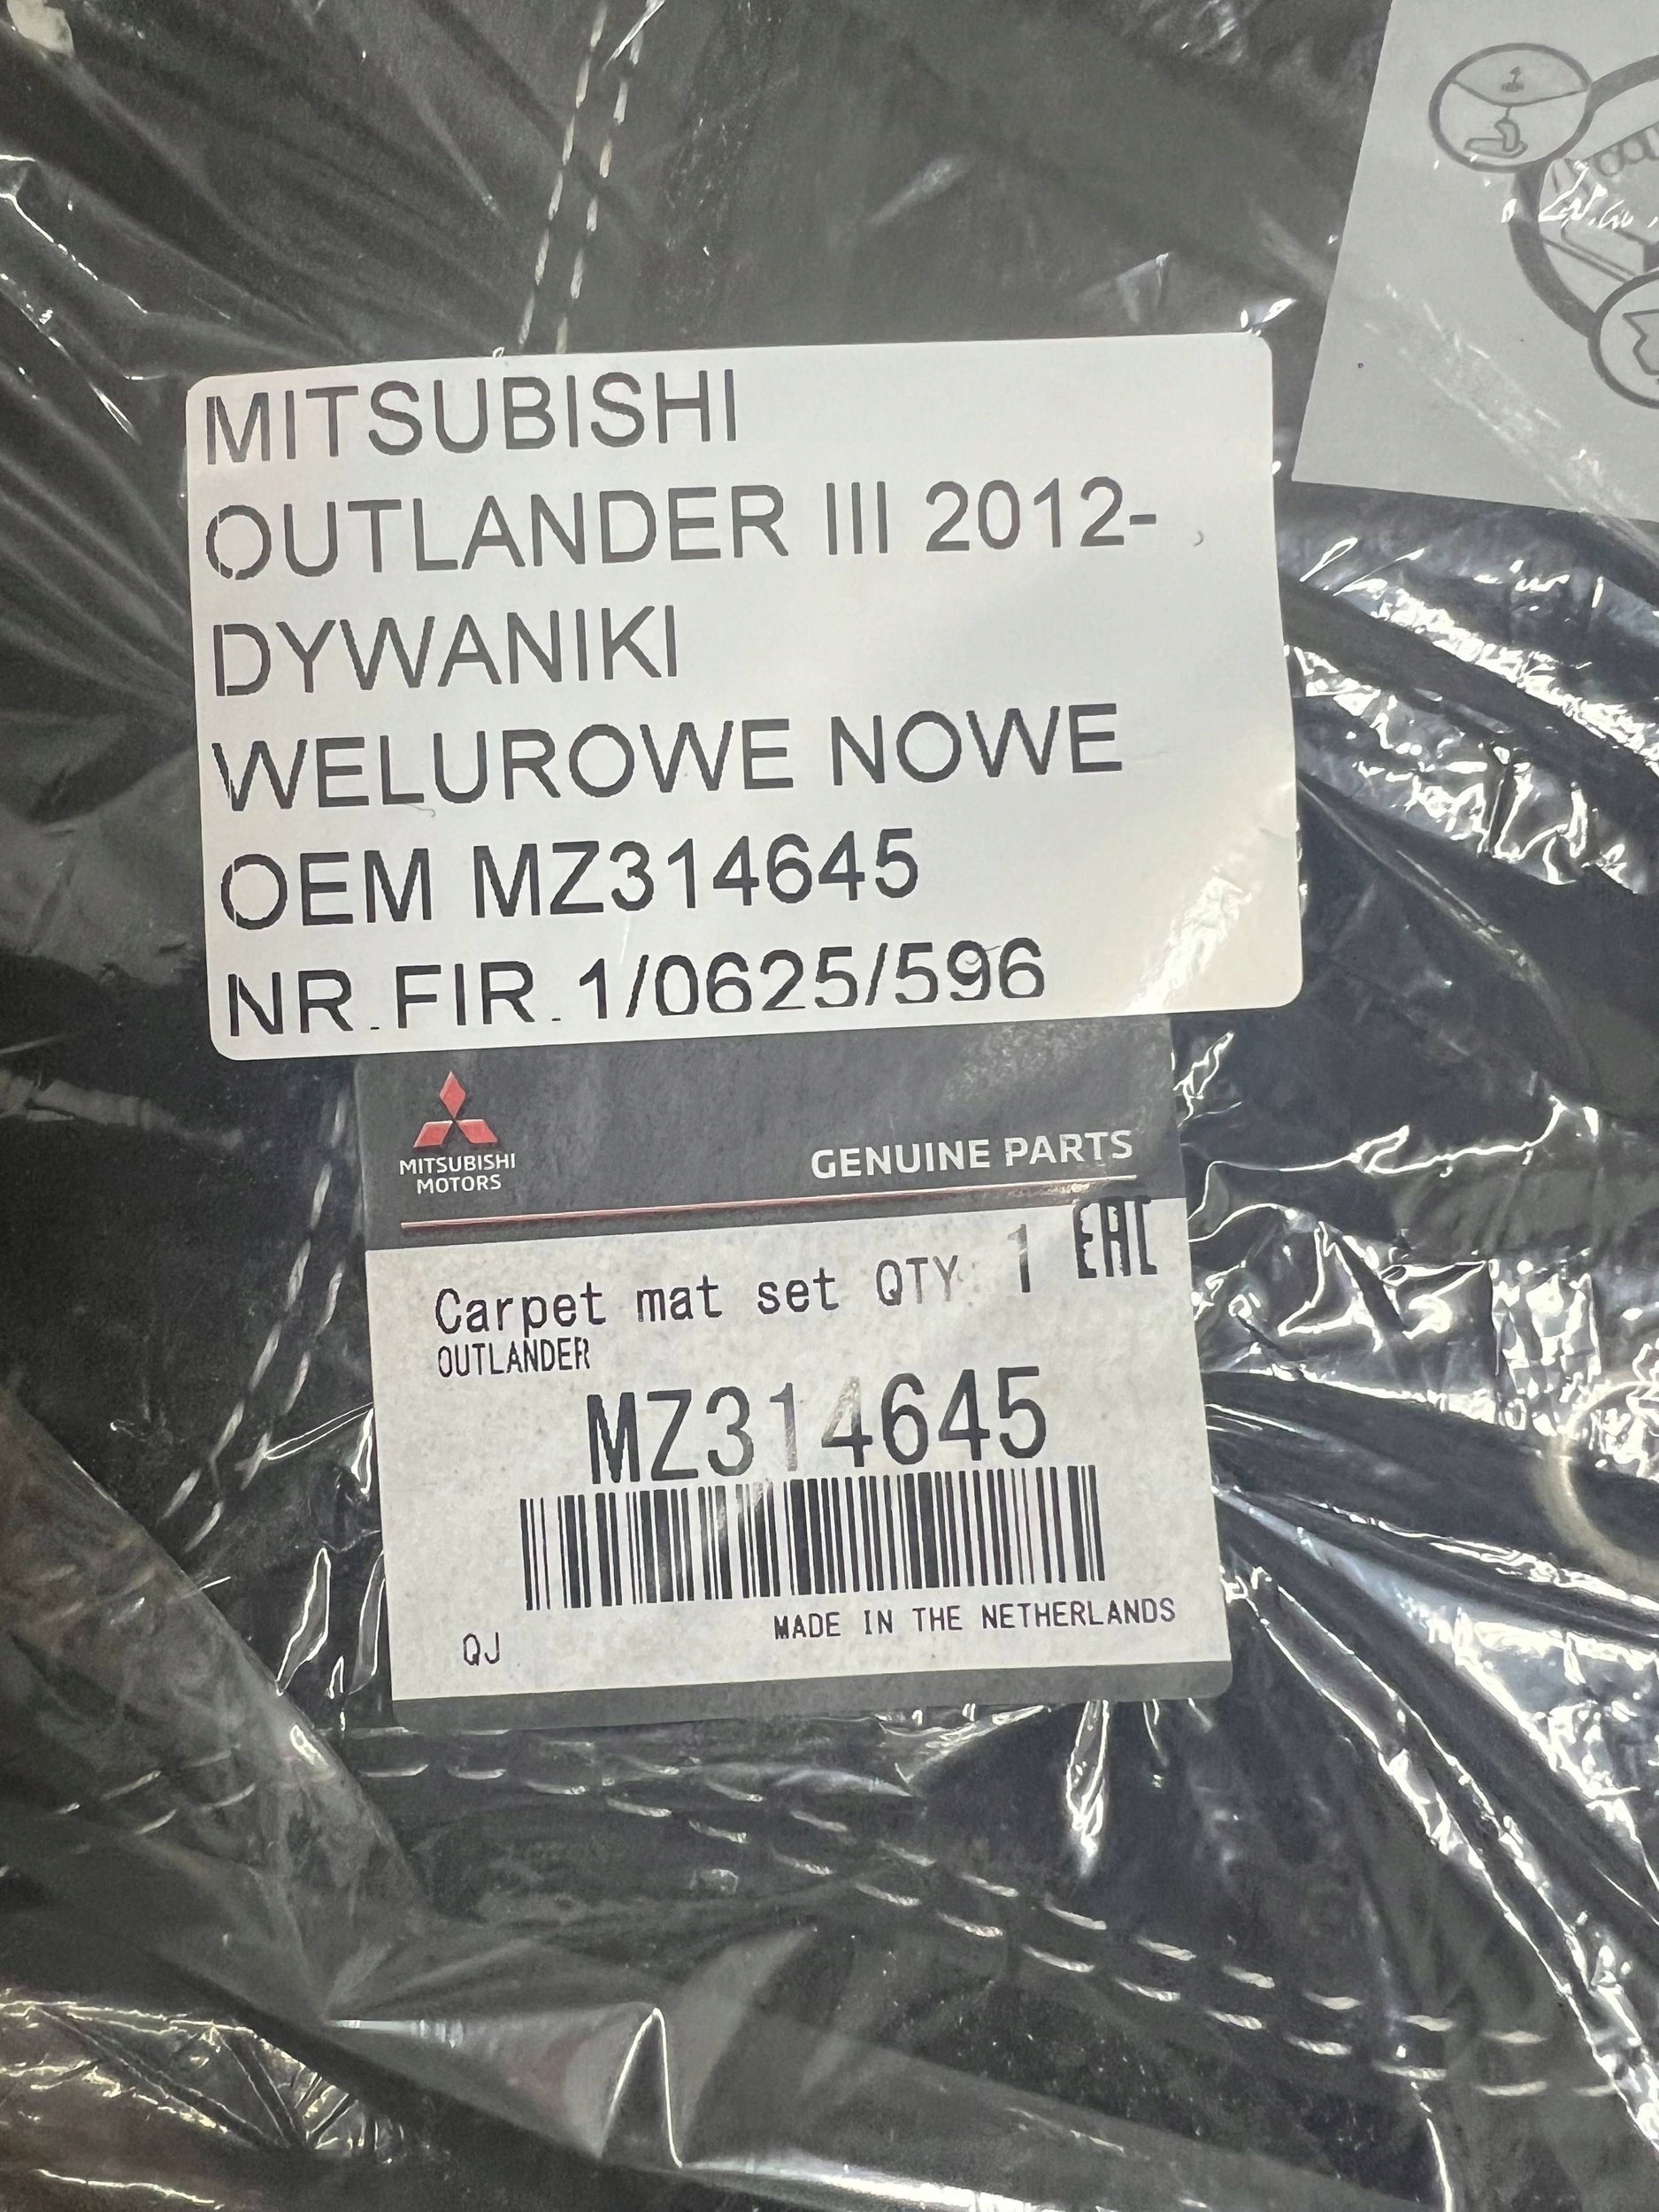 MITSUBISHI
OUTLANDER III 2012-
DYWANIKI
WELUROWE NOWE
OEM MZ314645
NR.FIR.1/0625/596
MITSUBISHI
MOTORS
GENUINE PARTS
Carpet mat set QTY 1 EAC
OUTLANDER
MZ314645
MADE IN THE NETHERLANDS
QJ